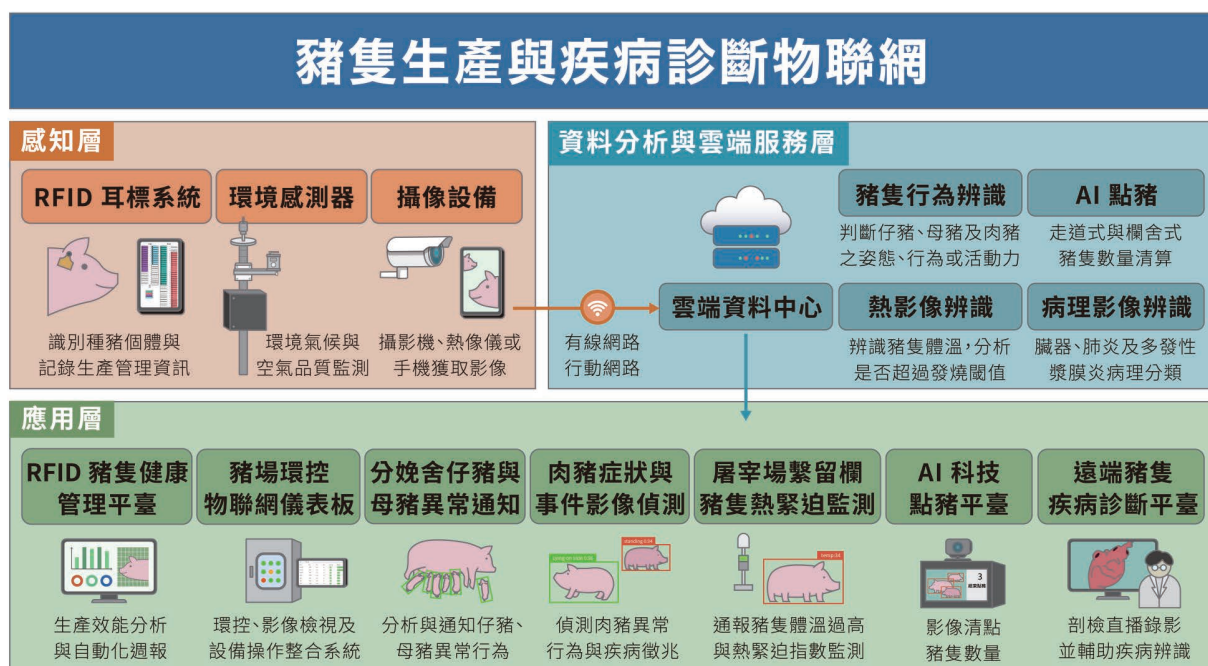 豬隻生產與疾病診斷物聯網
感知層
RFID 耳標系統
識別種豬個體與
記錄生產管理資訊
環境感測器
環境氣候與
空氣品質監測
攝像設備
攝影機、熱像儀或
手機獲取影像
有線網路
行動網路
資料分析與雲端服務層
雲端資料中心
豬隻行為辨識
判斷仔豬、母豬及肉豬
之姿態、行為或活動力
AI 點豬
走道式與欄舍式
豬隻數量清算
熱影像辨識
辨識豬隻體溫,分析
是否超過發燒閾值
病理影像辨識
臟器、肺炎及多發性
漿膜炎病理分類
應用層
RFID 豬隻健康
管理平臺
生產效能分析
與自動化週報
豬場環控
物聯網儀表板
環控、影像檢視及
設備操作整合系統
分娩舍仔豬與
母豬異常通知
分析與通知仔豬、
母豬異常行為
肉豬症狀與
事件影像偵測
偵測肉豬異常
行為與疾病徵兆
屠宰場繫留欄
豬隻熱緊迫監測
通報豬隻體溫過高
與熱緊迫指數監測
AI 科技
點豬平臺
3
影像清點
豬隻數量
遠端豬隻
疾病診斷平臺
剖檢直播錄影
並輔助疾病辨識